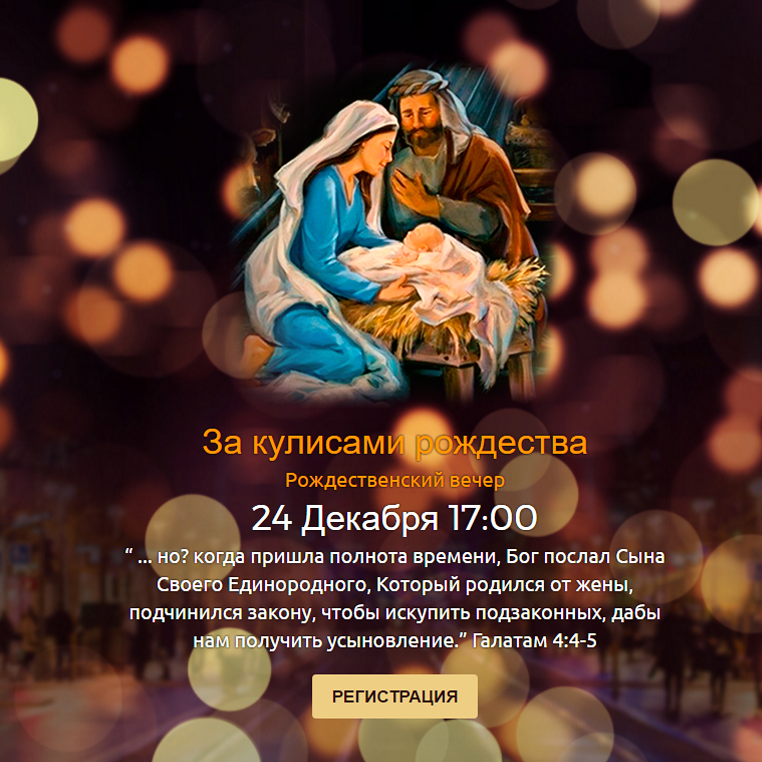 За кулисами рождества
Рождественский вечер
24 Декабря 17:00
“ ... но? когда пришла полнота времени, Бог послал Сына
Своего Единородного, Который родился от жены,
подчинился закону, чтобы искупить подзаконных, дабы
нам получить усыновление.” Галатам 4:4-5
РЕГИСТРАЦИЯ